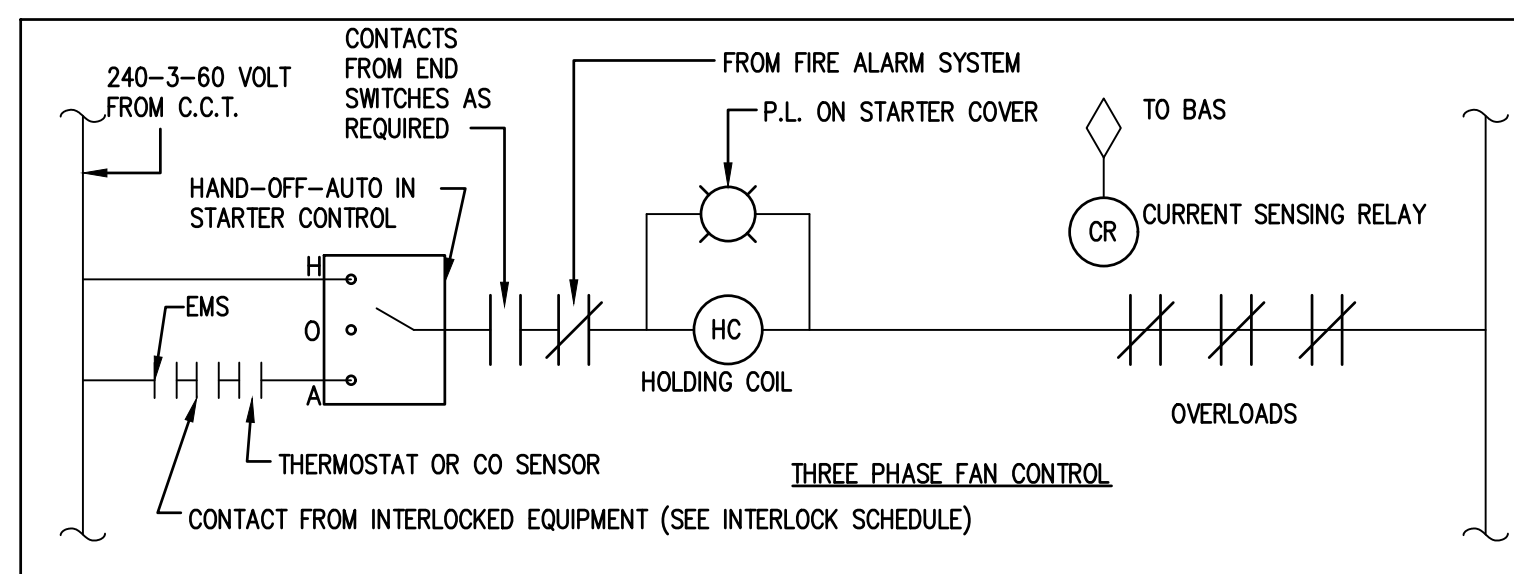 CONTACTS
FROM END
SWITCHES AS
REQUIRED
240-3-60 VOLT
FROM C.C.T.
FROM FIRE ALARM SYSTEM
P.L. ON STARTER COVER
TO BAS
HAND-OFF-AUTO IN
STARTER CONTROL
CR
CURRENT SENSING RELAY
H
EMS
O
HC
A
HOLDING COIL
OVERLOADS
THERMOSTAT OR CO SENSOR
THREE PHASE FAN CONTROL
CONTACT FROM INTERLOCKED EQUIPMENT (SEE INTERLOCK SCHEDULE)